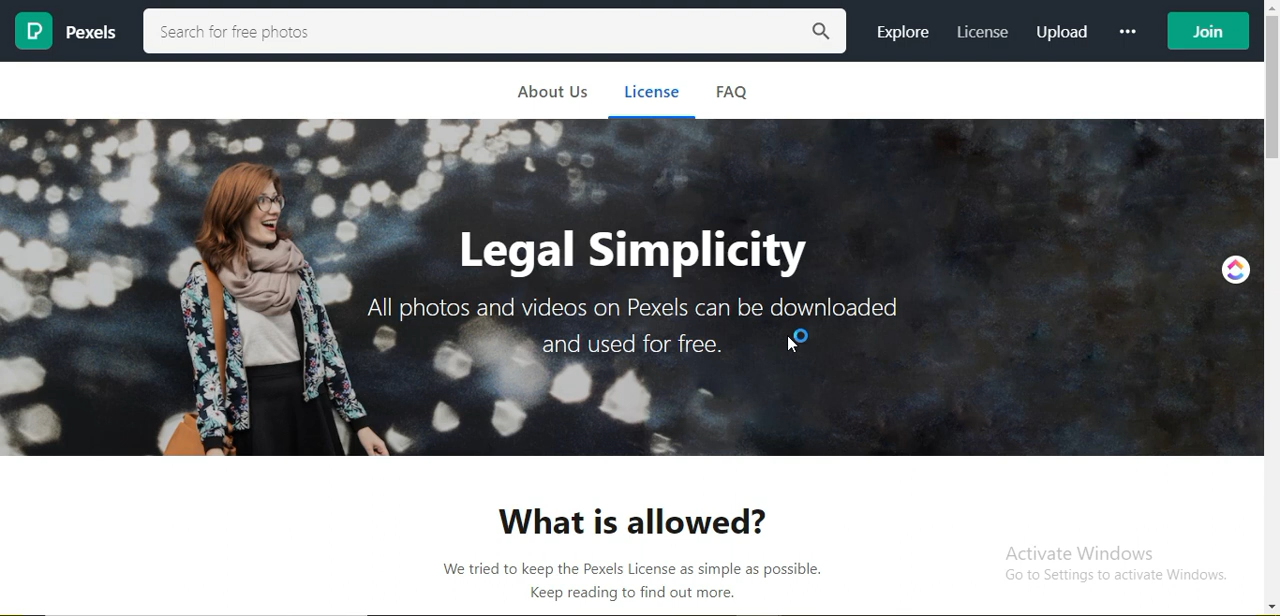 Pexels
Search for free photos
Explore
License
Upload
•••
Join
About Us
License
FAQ
Legal Simplicity
All photos and videos on Pexels can be downloaded
and used for free.
What is allowed?
We tried to keep the Pexels License as simple as possible.
Keep reading to find out more.
Activate Windows
Go to Settings to activate Windows.